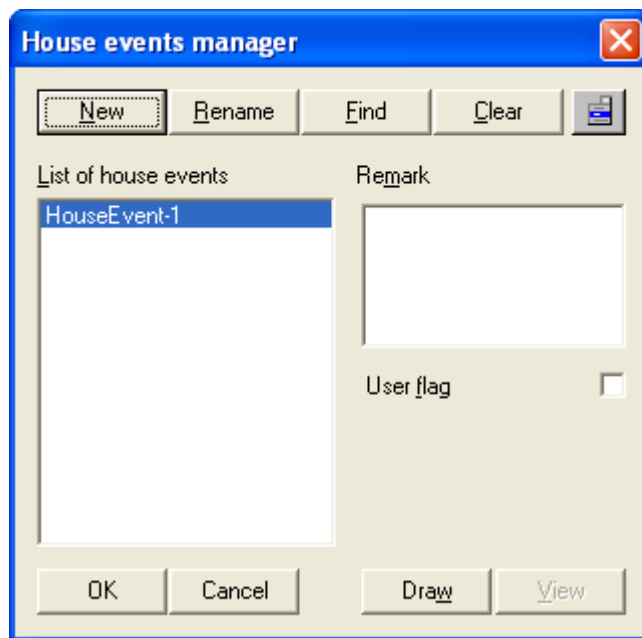 House events manager
New Rename Find Clear
List of house events Remark
HouseEvent-1
User flag
OK Cancel Draw View